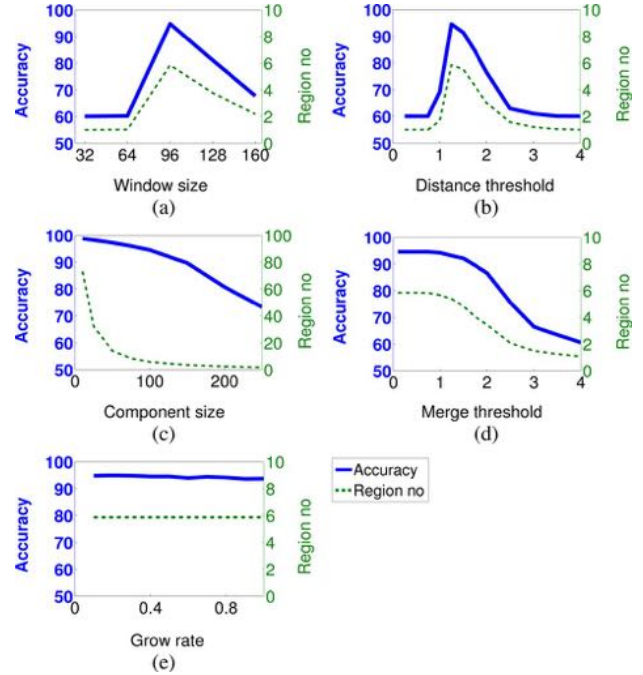 100
90
80
70
60
50
Accuracy
10
8
6
4
2
0
Region no
32 64 96 128 160
Window size
(a)
100
90
80
70
60
50
Accuracy
10
8
6
4
2
0
Region no
0 1 2 3 4
Distance threshold
(b)
100
90
80
70
60
50
Accuracy
100
80
60
40
20
0
Region no
0 100 200
Component size
(c)
100
90
80
70
60
50
Accuracy
10
8
6
4
2
0
Region no
0 1 2 3 4
Merge threshold
(d)
100
90
80
70
60
50
Accuracy
10
8
6
4
2
0
Region no
0 0.4 0.8
Grow rate
(e)
Accuracy
Region no